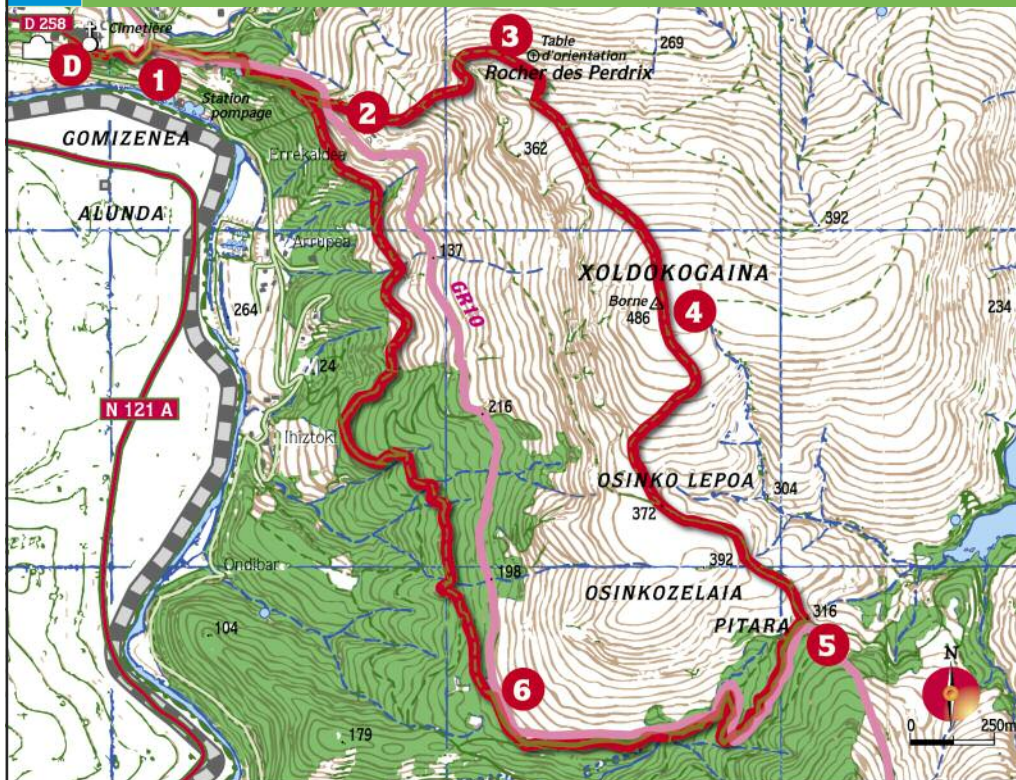 D 258
Cimetière
D
1
Station
pompage
GOMIZENEA
ALUNDA
Errekaldea
2
3
Table
d'orientation
Rocher des Perdrix
269
362
392
Arrupea
137
264
GR10
XOLDOKOGAINA
Borne
486
4
234
24
N 121 A
216
Ihiztoki
OSINKO LEPOA
304
372
Ondibar
198
392
OSINKOZELAIA
316
PITARA
5
104
6
N
179
0
250m